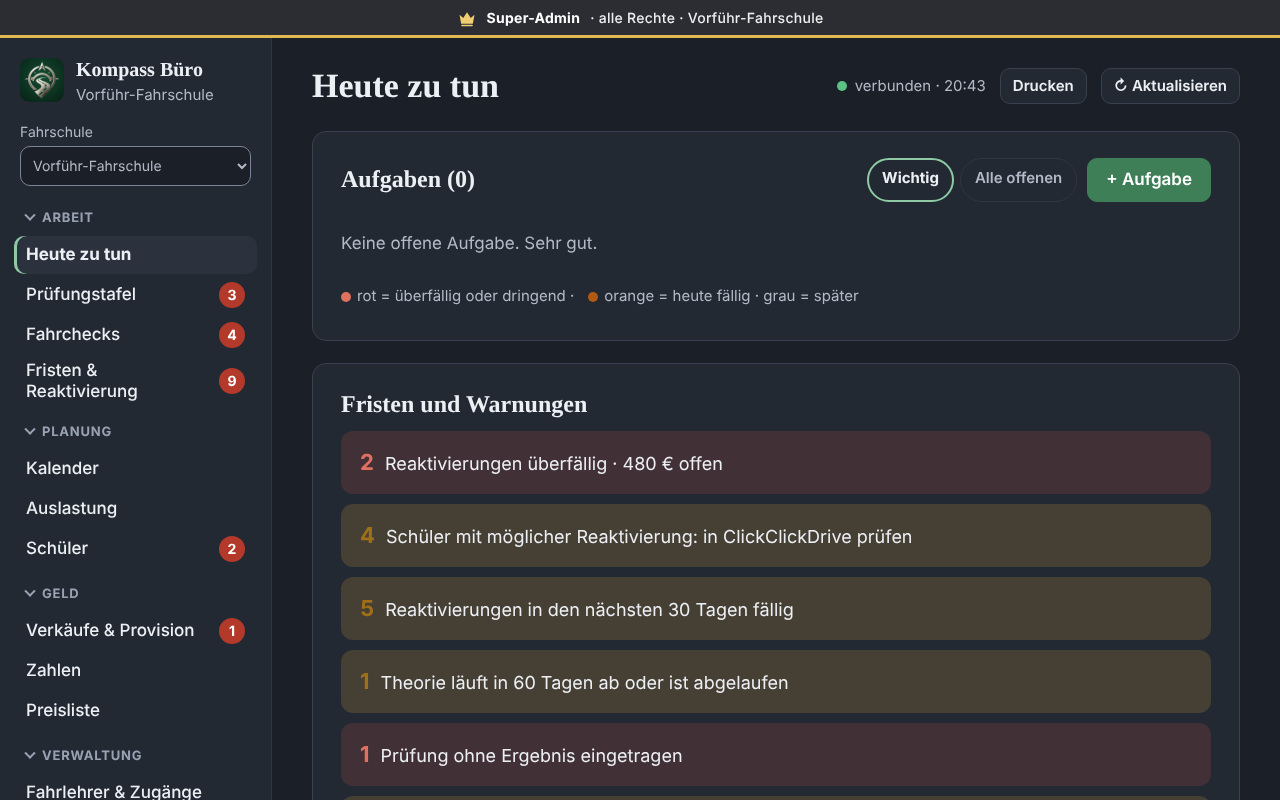 Super-Admin · alle Rechte · Vorführ-Fahrschule
Kompass Büro
Vorführ-Fahrschule
Fahrschule
Vorführ-Fahrschule
ARBEIT
Heute zu tun
Prüfungstafel 3
Fahrchecks 4
Fristen &
Reaktivierung 9
PLANUNG
Kalender
Auslastung
Schüler 2
GELD
Verkäufe & Provision 1
Zahlen
Preisliste
VERWALTUNG
Fahrlehrer & Zugänge
Heute zu tun
verbunden · 20:43
Drucken
↻ Aktualisieren
Aufgaben (0)
Wichtig
Alle offenen
+ Aufgabe
Keine offene Aufgabe. Sehr gut.
rot = überfällig oder dringend · orange = heute fällig · grau = später
Fristen und Warnungen
2 Reaktivierungen überfällig · 480 € offen
4 Schüler mit möglicher Reaktivierung: in ClickClickDrive prüfen
5 Reaktivierungen in den nächsten 30 Tagen fällig
1 Theorie läuft in 60 Tagen ab oder ist abgelaufen
1 Prüfung ohne Ergebnis eingetragen